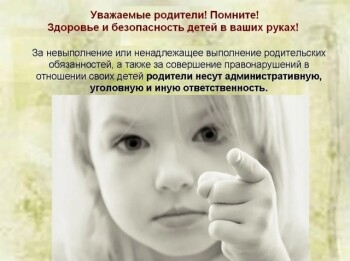 Уважаемые родители! Помните!
Здоровье и безопасность детей в ваших руках!
За невыполнение или ненадлежащее выполнение родительских
обязанностей, а также за совершение правонарушений в
отношении своих детей родители несут административную,
уголовную и иную ответственность.